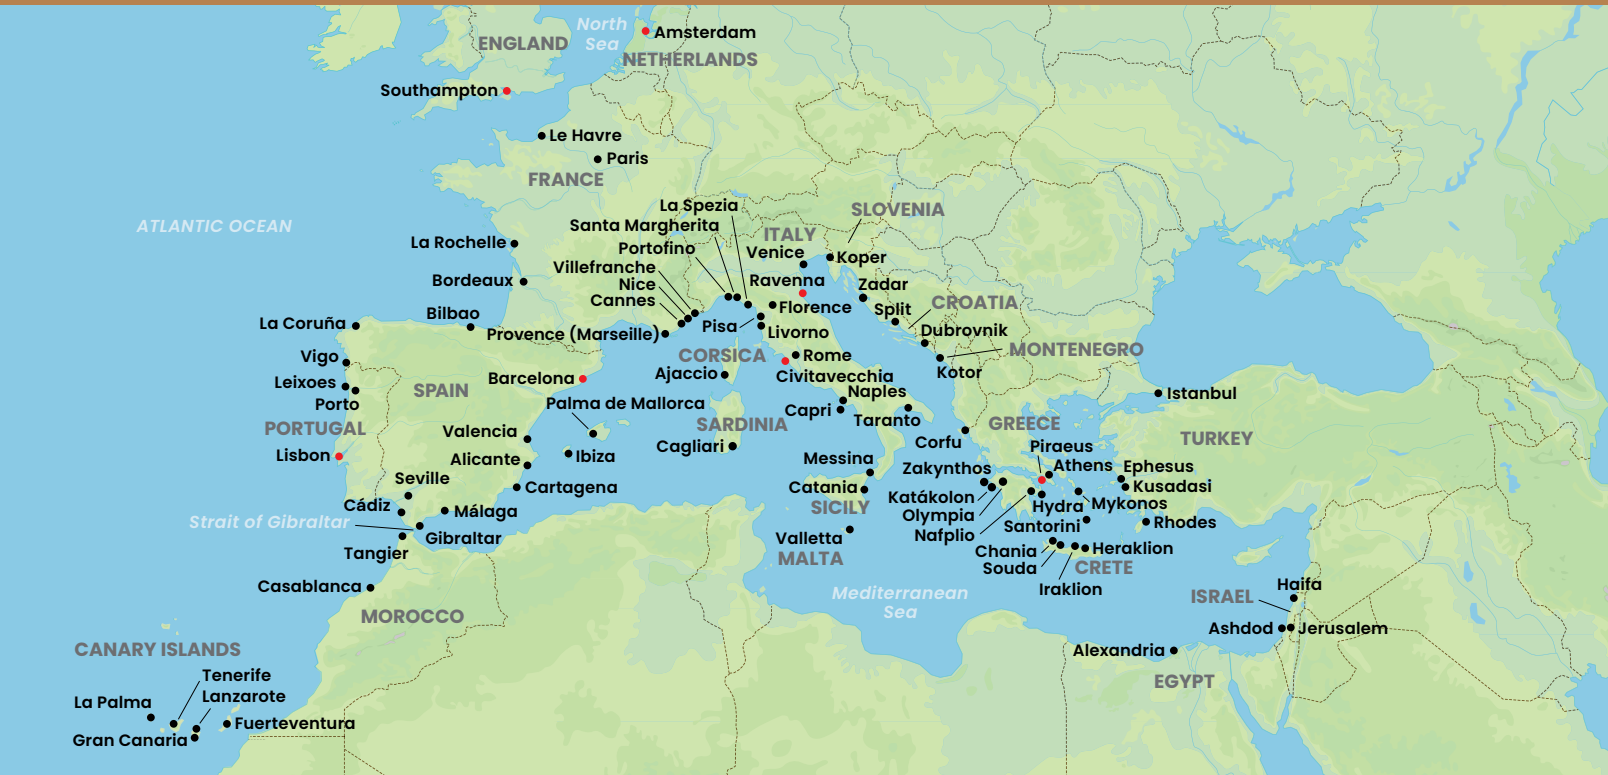 North
Sea
Amsterdam
ENGLAND
NETHERLANDS
Southampton
Le Havre
Paris
FRANCE
ATLANTIC OCEAN
La Spezia
Santa Margherita
Portofino
SLOVENIA
ITALY
La Rochelle
Venice
Koper
Villefranche
Nice
Cannes
Bordeaux
Ravenna
Zadar
CROATIA
Florence
Split
Bilbao
La Coruña
Provence (Marseille)
Pisa
Livorno
Dubrovnik
MONTENEGRO
Vigo
CORSICA
Rome
Kotor
Ajaccio
Civitavecchia
Barcelona
Leixoes
SPAIN
Naples
Istanbul
Porto
Palma de Mallorca
Capri
Taranto
SARDINIA
GREECE
PORTUGAL
Valencia
Cagliari
Corfu
TURKEY
Piraeus
Lisbon
Alicante
Ibiza
Messina
Zakynthos
Athens
Ephesus
Seville
Cartagena
Catania
Kusadasi
Katákolon
Cádiz
Málaga
SICILY
Hydra
Mykonos
Olympia
Strait of Gibraltar
Santorini
Rhodes
Gibraltar
Valletta
Nafplio
Tangier
MALTA
Chania
Heraklion
Souda
CRETE
Casablanca
Iraklion
Haifa
Mediterranean
Sea
ISRAEL
MOROCCO
Ashdod
Jerusalem
CANARY ISLANDS
Alexandria
EGYPT
Tenerife
Lanzarote
La Palma
Fuerteventura
Gran Canaria